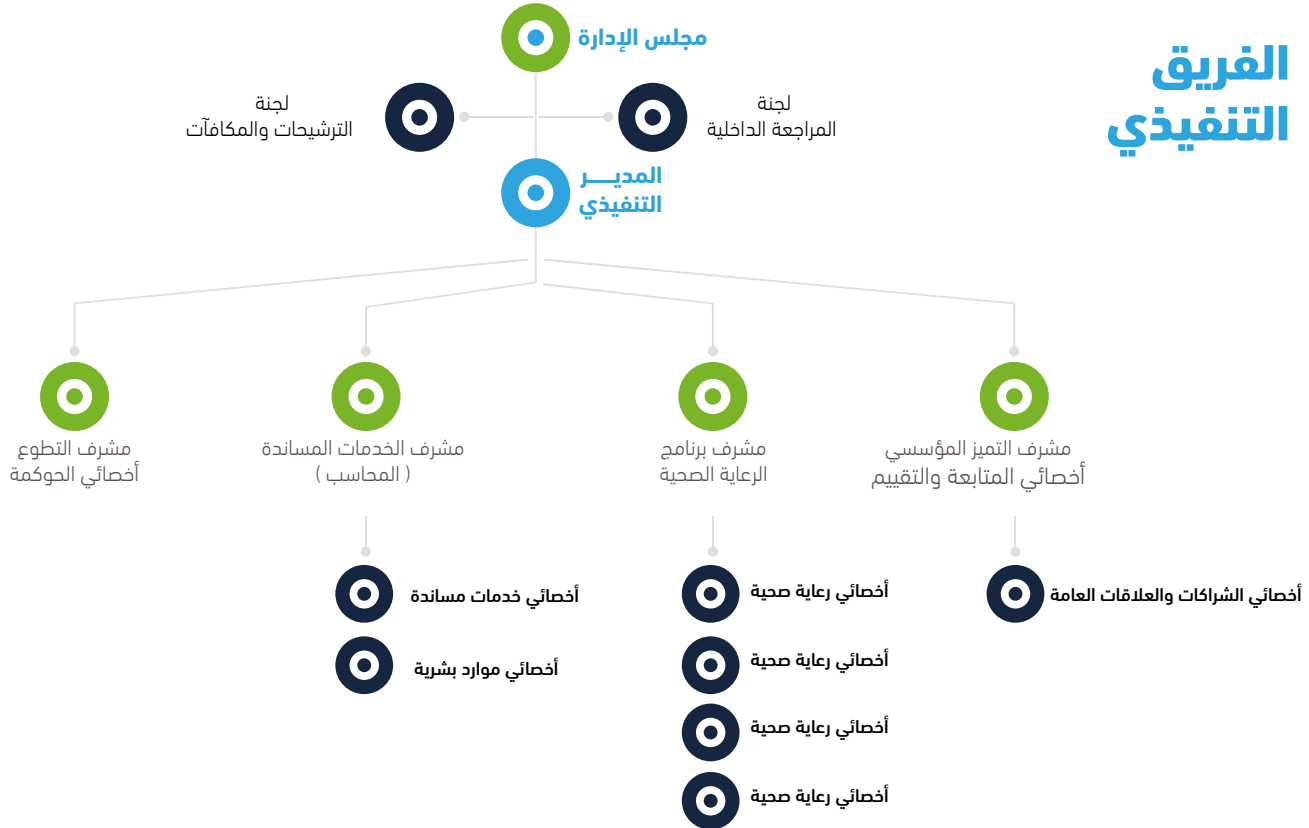 الفريق
التنفيذي
مجلس الإدارة
لجنة
المراجعة الداخلية
لجنة
الترشيحات والمكافآت
المديـــر
التنفيذي
مشرف التميز المؤسسي
أخصائي المتابعة والتقييم
مشرف برنامج
الرعاية الصحية
مشرف الخدمات المساندة
( المحاسب )
مشرف التطوع
أخصائي الحوكمة
أخصائي الشراكات والعلاقات العامة
أخصائي رعاية صحية
أخصائي رعاية صحية
أخصائي رعاية صحية
أخصائي رعاية صحية
أخصائي خدمات مساندة
أخصائي موارد بشرية